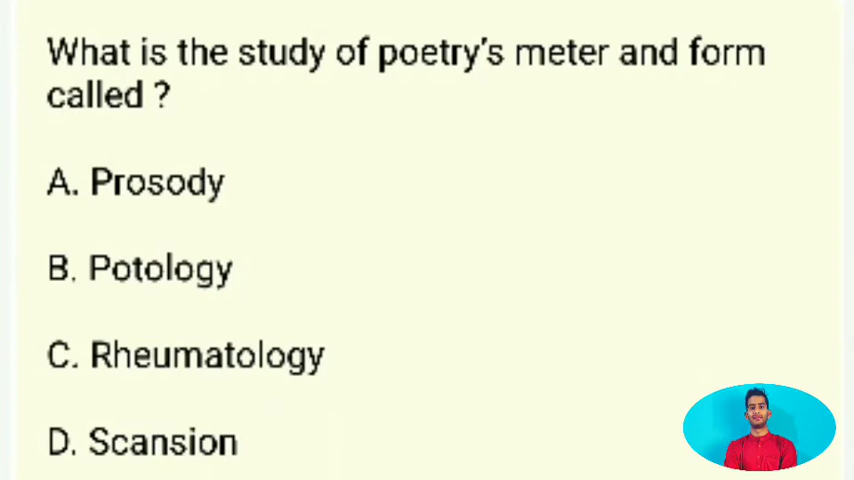 What is the study of poetry's meter and form
called ?
A. Prosody
B. Potology
C. Rheumatology
D. Scansion